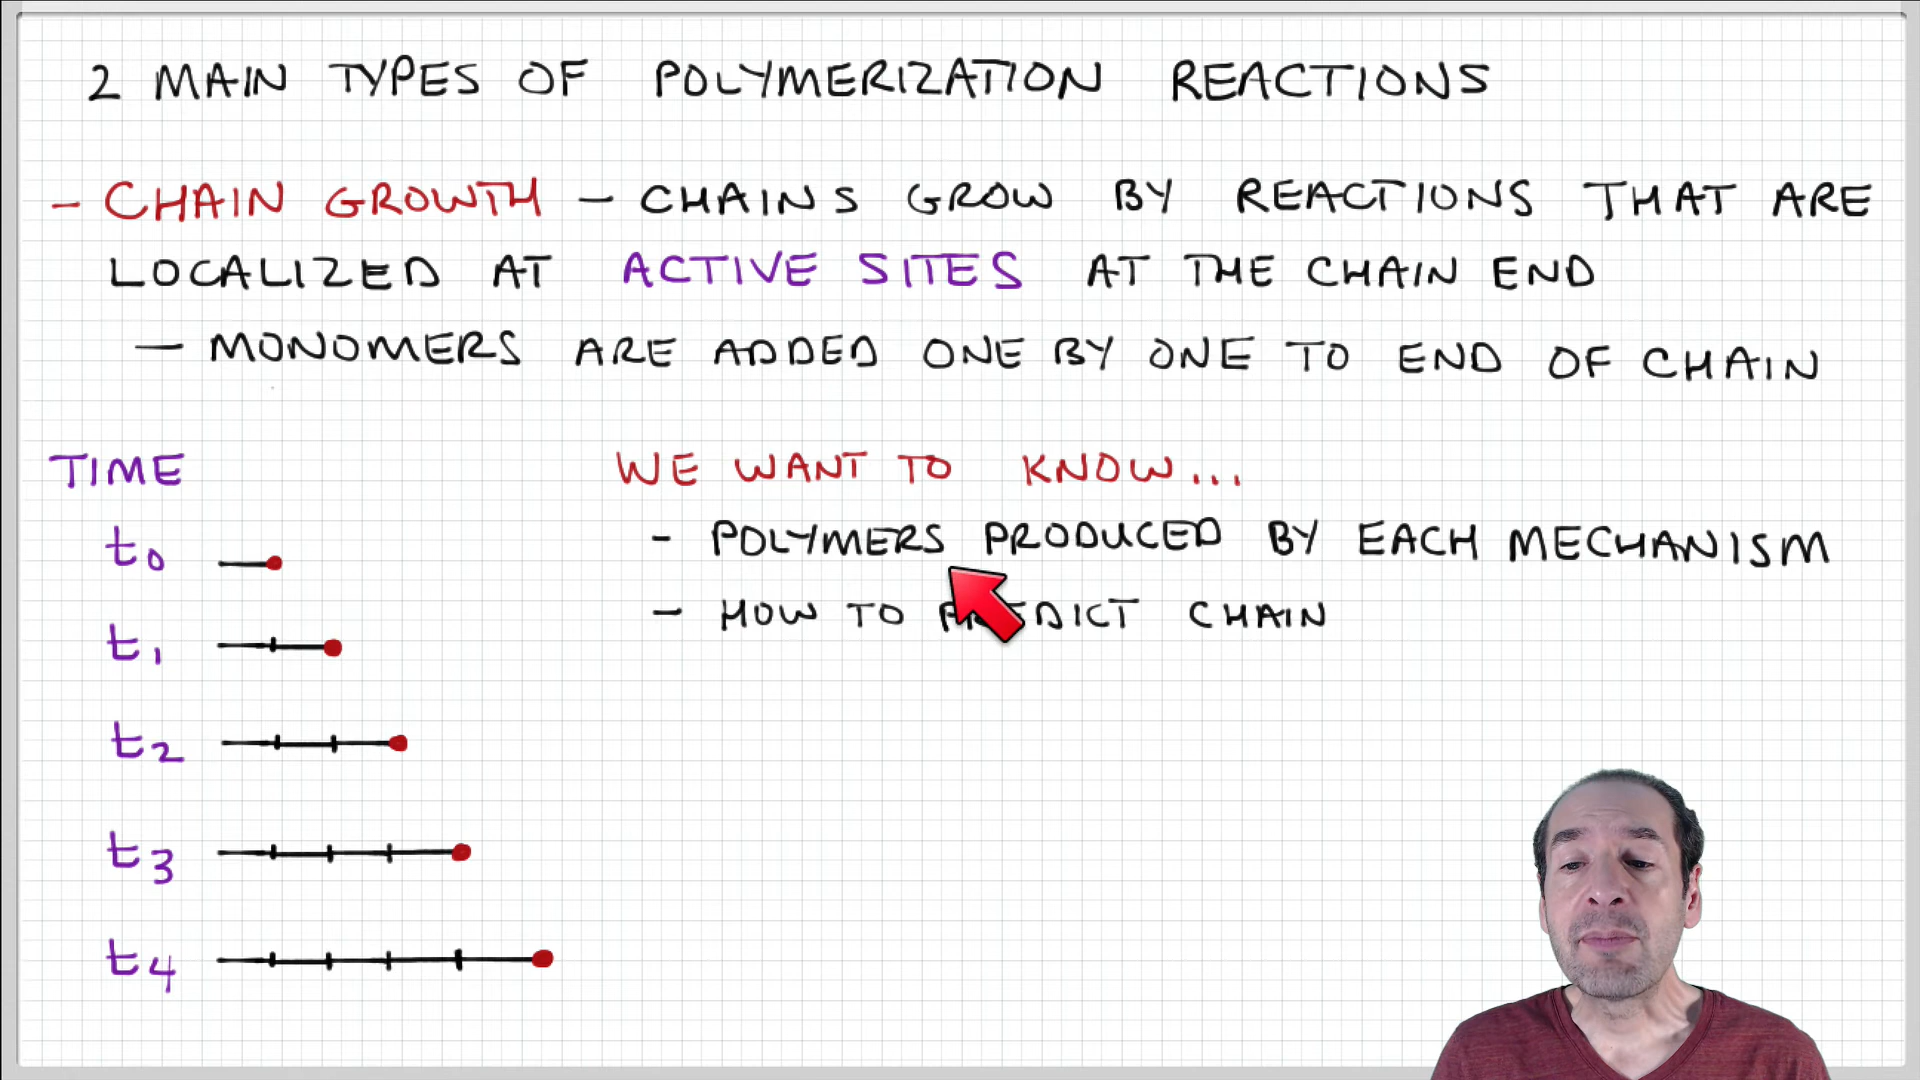 2 MAIN TYPES OF POLYMERIZATION REACTIONS
- CHAIN GROWTH - CHAINS GROW BY REACTIONS THAT ARE
LOCALIZED AT ACTIVE SITES AT THE CHAIN END
- MONOMERS ARE ADDED ONE BY ONE TO END OF CHAIN
TIME
t0
t1
t2
t3
t4
WE WANT TO KNOW...
- POLYMERS PRODUCED BY EACH MECHANISM
- HOW TO PREDICT CHAIN